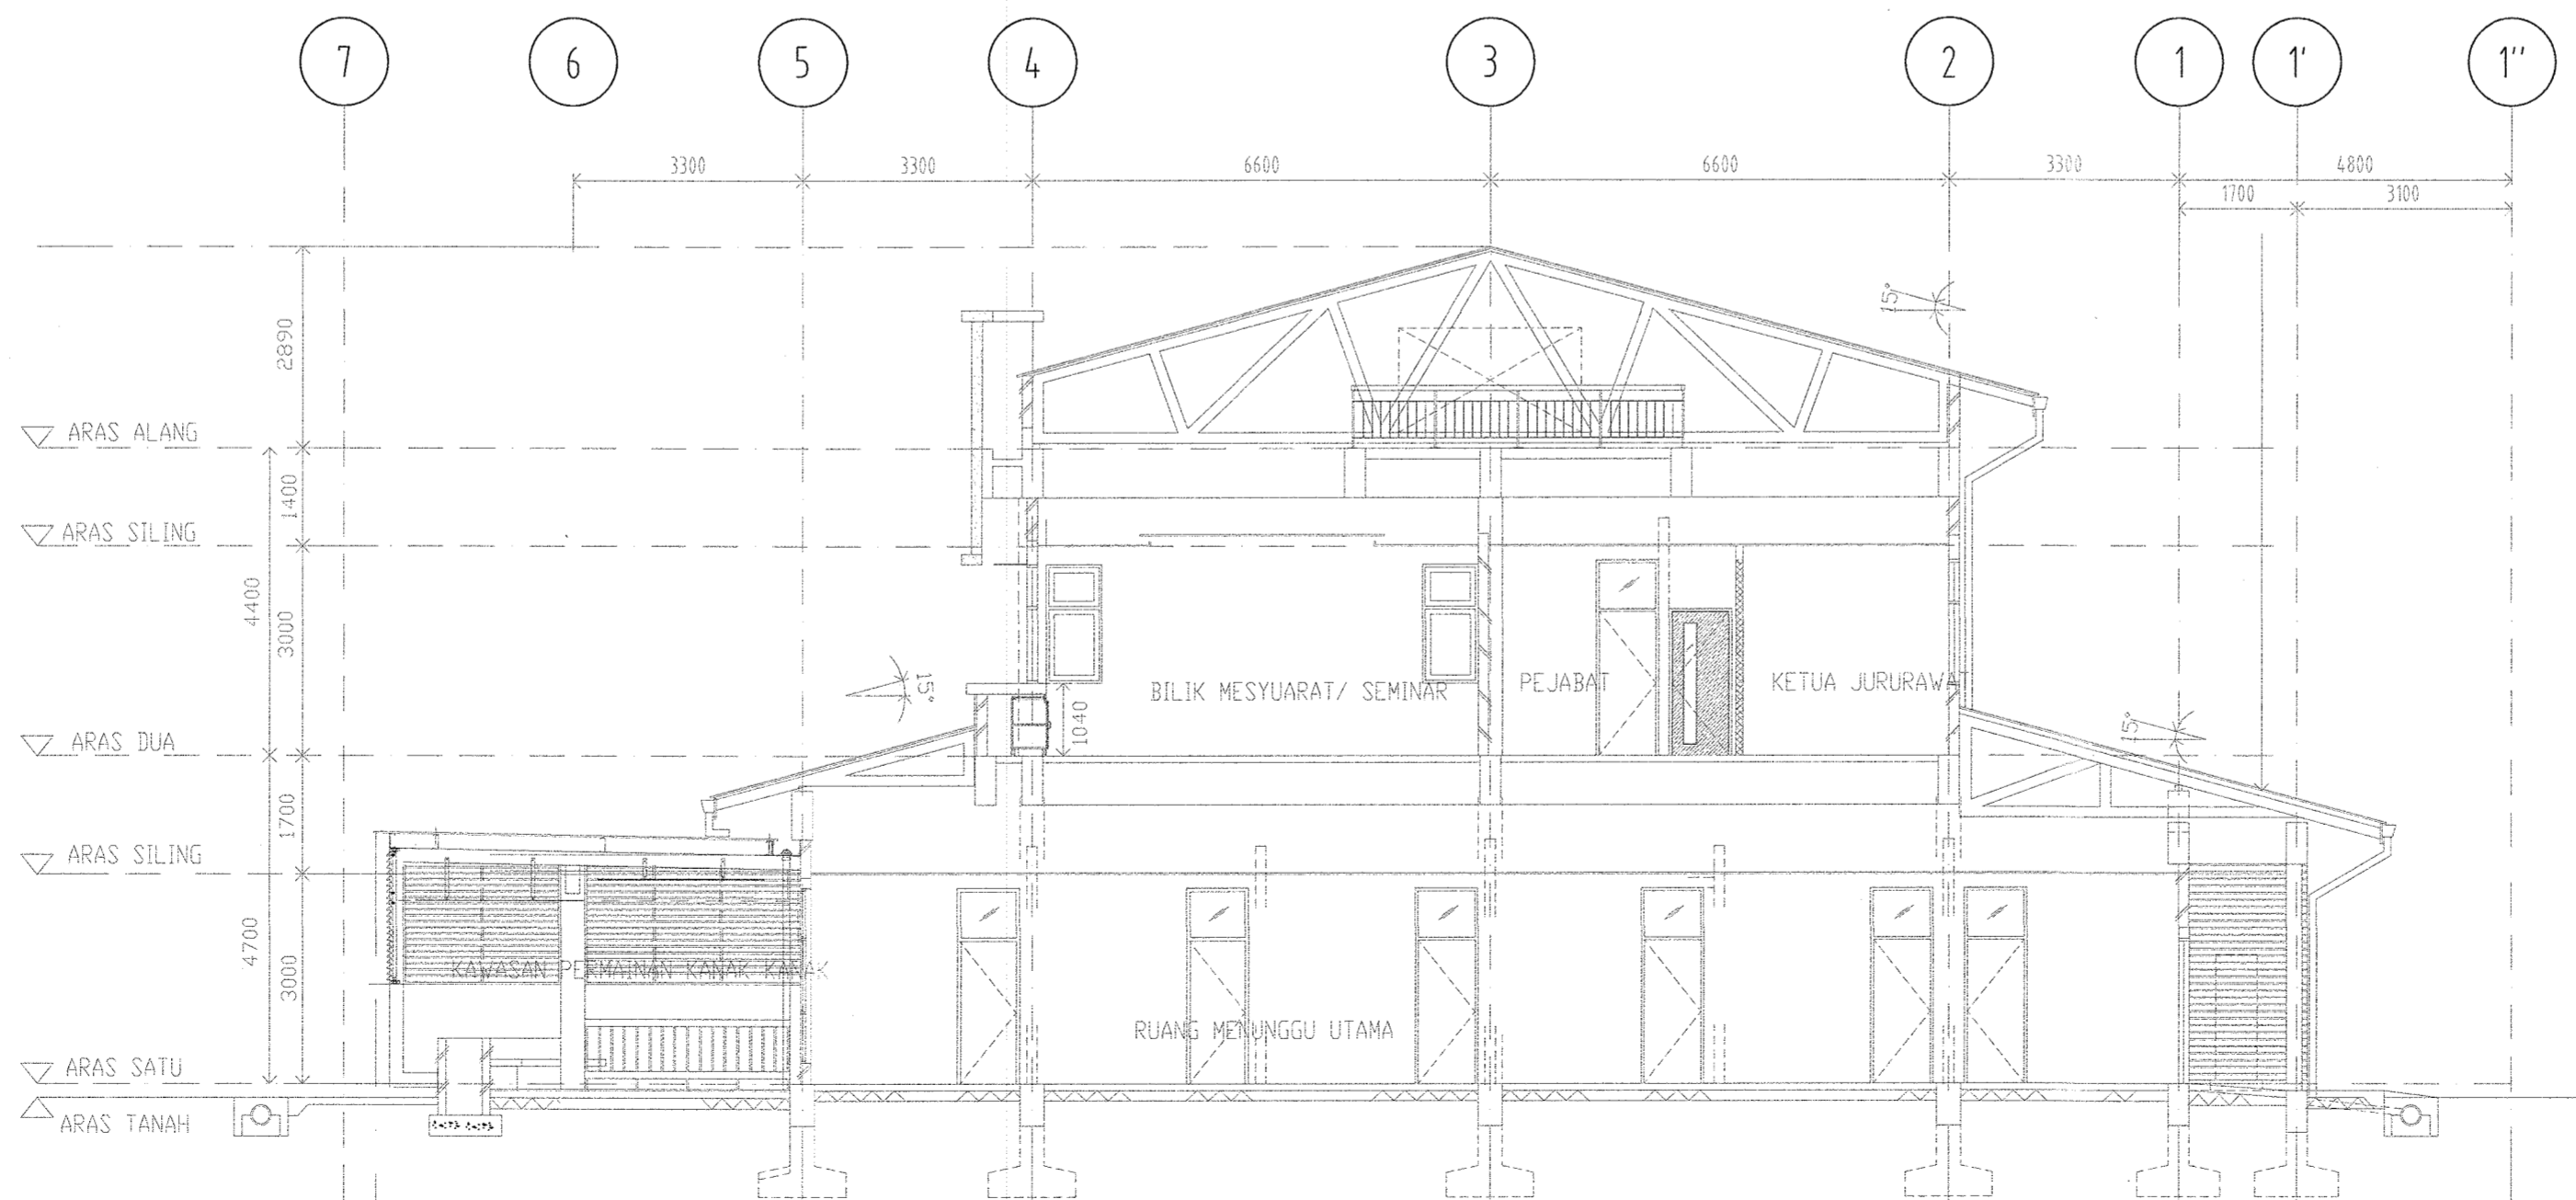 7 6 5 4 3 2 1 1' 1''
3300 3300 6600 6600 3300 4800
1700 3100
2890
15°
ARAS ALANG
1400
ARAS SILING
4400
3000
15°
BILIK MESYUARAT/ SEMINAR
PEJABAT
KETUA JURURAWAT
1040
15°
ARAS DUA
1700
ARAS SILING
4700
3000
KAWASAN PERMAINAN KANAK KANAK
RUANG MENUNGGU UTAMA
ARAS SATU
ARAS TANAH